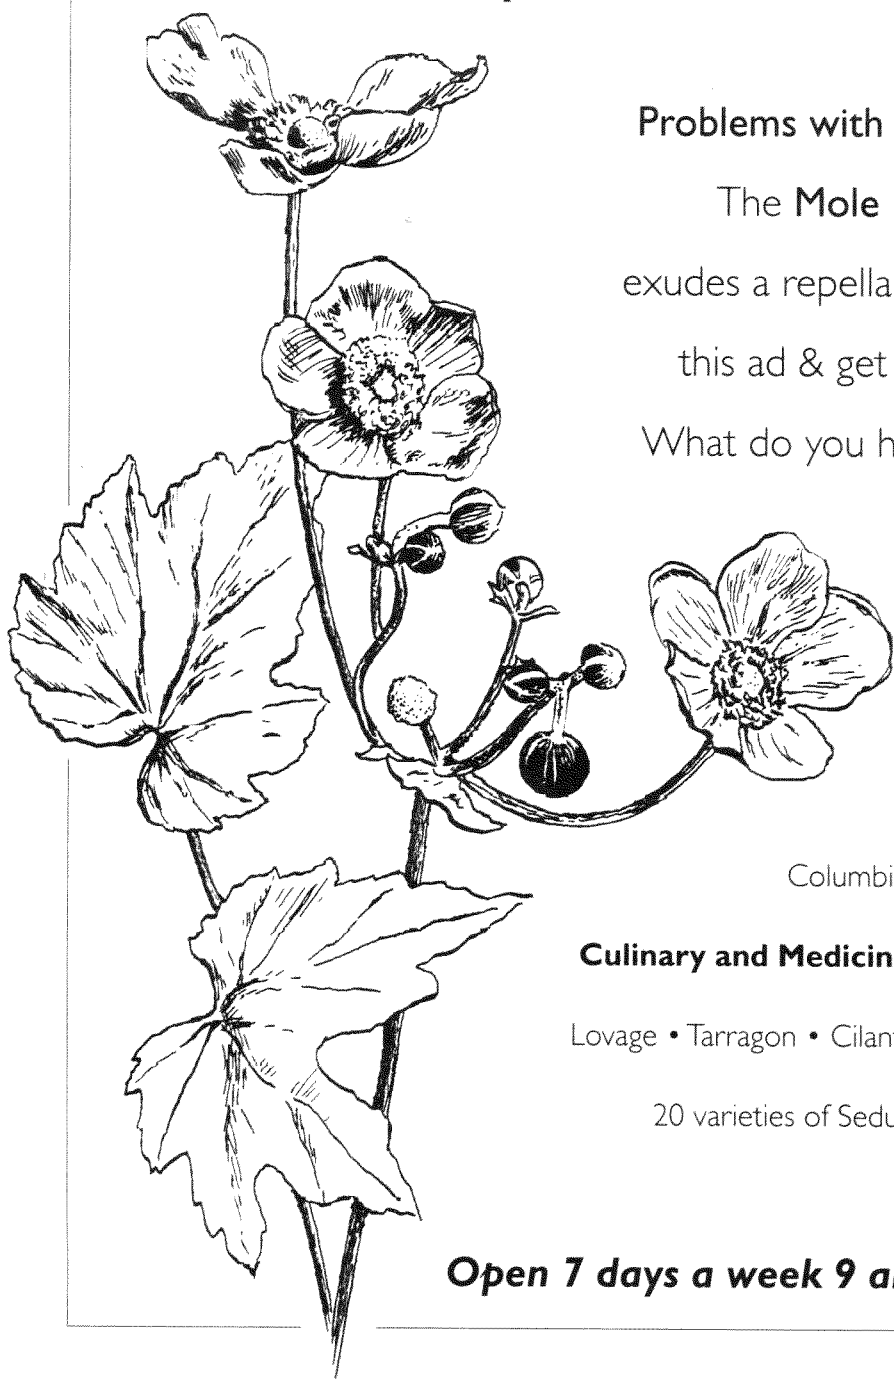 Problems with
The Mole
exudes a repella
this ad & get
What do you h
Columbi
Culinary and Medicin
Lovage • Tarragon • Cilan
20 varieties of Sedu
Open 7 days a week 9 a